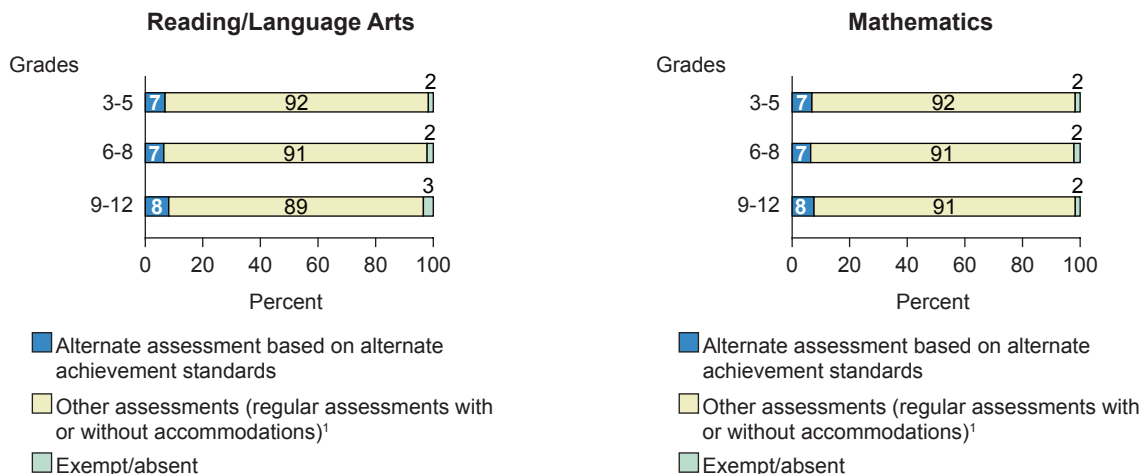 Reading/Language Arts
Grades
2
3-5 7 92
2
6-8 7 91
3
9-12 8 89
0 20 40 60 80 100
Percent
Alternate assessment based on alternate
achievement standards
Other assessments (regular assessments with
or without accommodations)¹
Exempt/absent
Mathematics
Grades
2
3-5 7 92
2
6-8 7 91
2
9-12 8 91
0 20 40 60 80 100
Percent
Alternate assessment based on alternate
achievement standards
Other assessments (regular assessments with
or without accommodations)¹
Exempt/absent